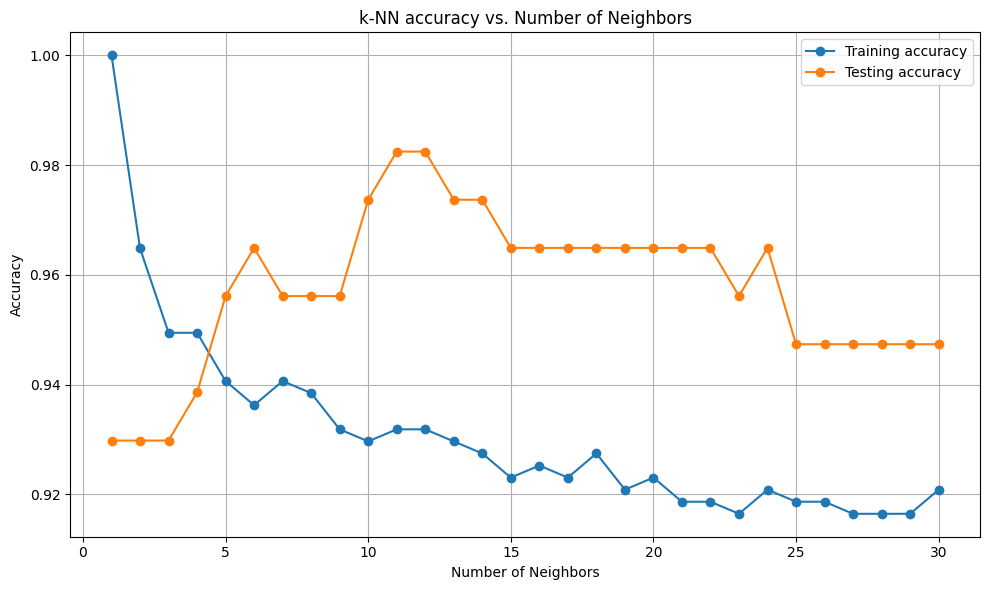 k-NN accuracy vs. Number of Neighbors
Training accuracy
Testing accuracy
1.00
0.98
0.96
0.94
0.92
Accuracy
0 5 10 15 20 25 30
Number of Neighbors